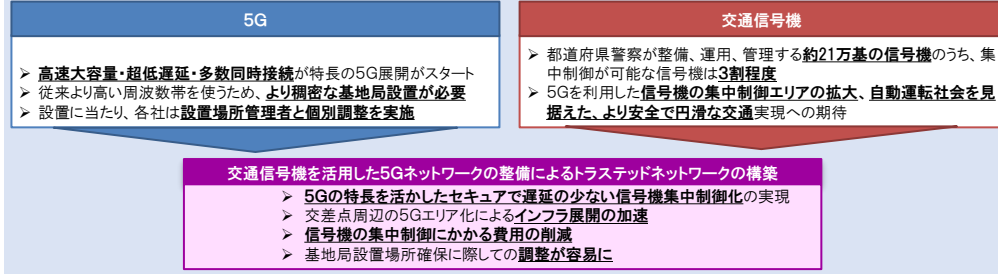 5G
➢ 高速大容量・超低遅延・多数同時接続が特長の5G展開がスタート
➢ 従来より高い周波数帯を使うため、より稠密な基地局設置が必要
➢ 設置に当たり、各社は設置場所管理者と個別調整を実施
交通信号機
➢ 都道府県警察が整備、運用、管理する約21万基の信号機のうち、集
中制御が可能な信号機は3割程度
➢ 5Gを利用した信号機の集中制御エリアの拡大、自動運転社会を見
据えた、より安全で円滑な交通実現への期待
交通信号機を活用した5Gネットワークの整備によるトラステッドネットワークの構築
➢ 5Gの特長を活かしたセキュアで遅延の少ない信号機集中制御化の実現
➢ 交差点周辺の5Gエリア化によるインフラ展開の加速
➢ 信号機の集中制御にかかる費用の削減
➢ 基地局設置場所確保に際しての調整が容易に